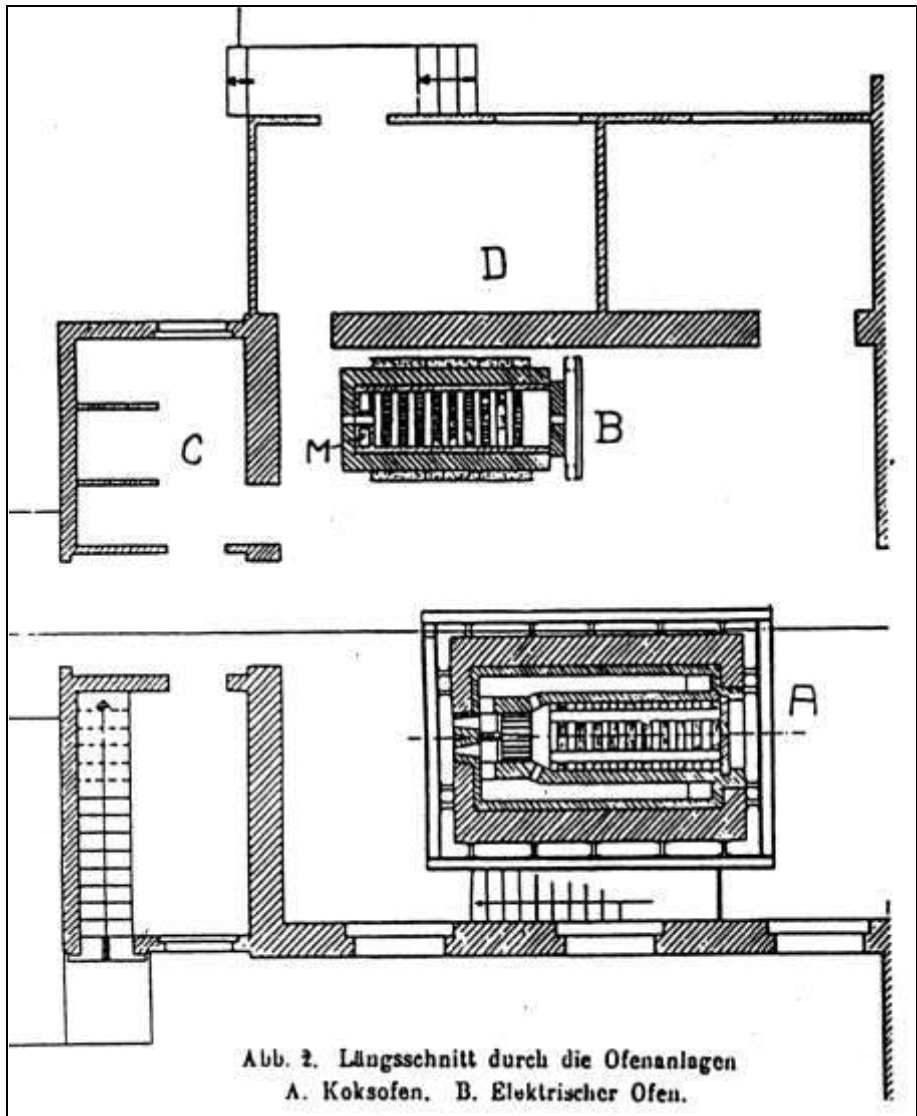 D
B
M
C
A
Abb. 2. Längsschnitt durch die Ofenanlagen
A. Koksofen. B. Elektrischer Ofen.